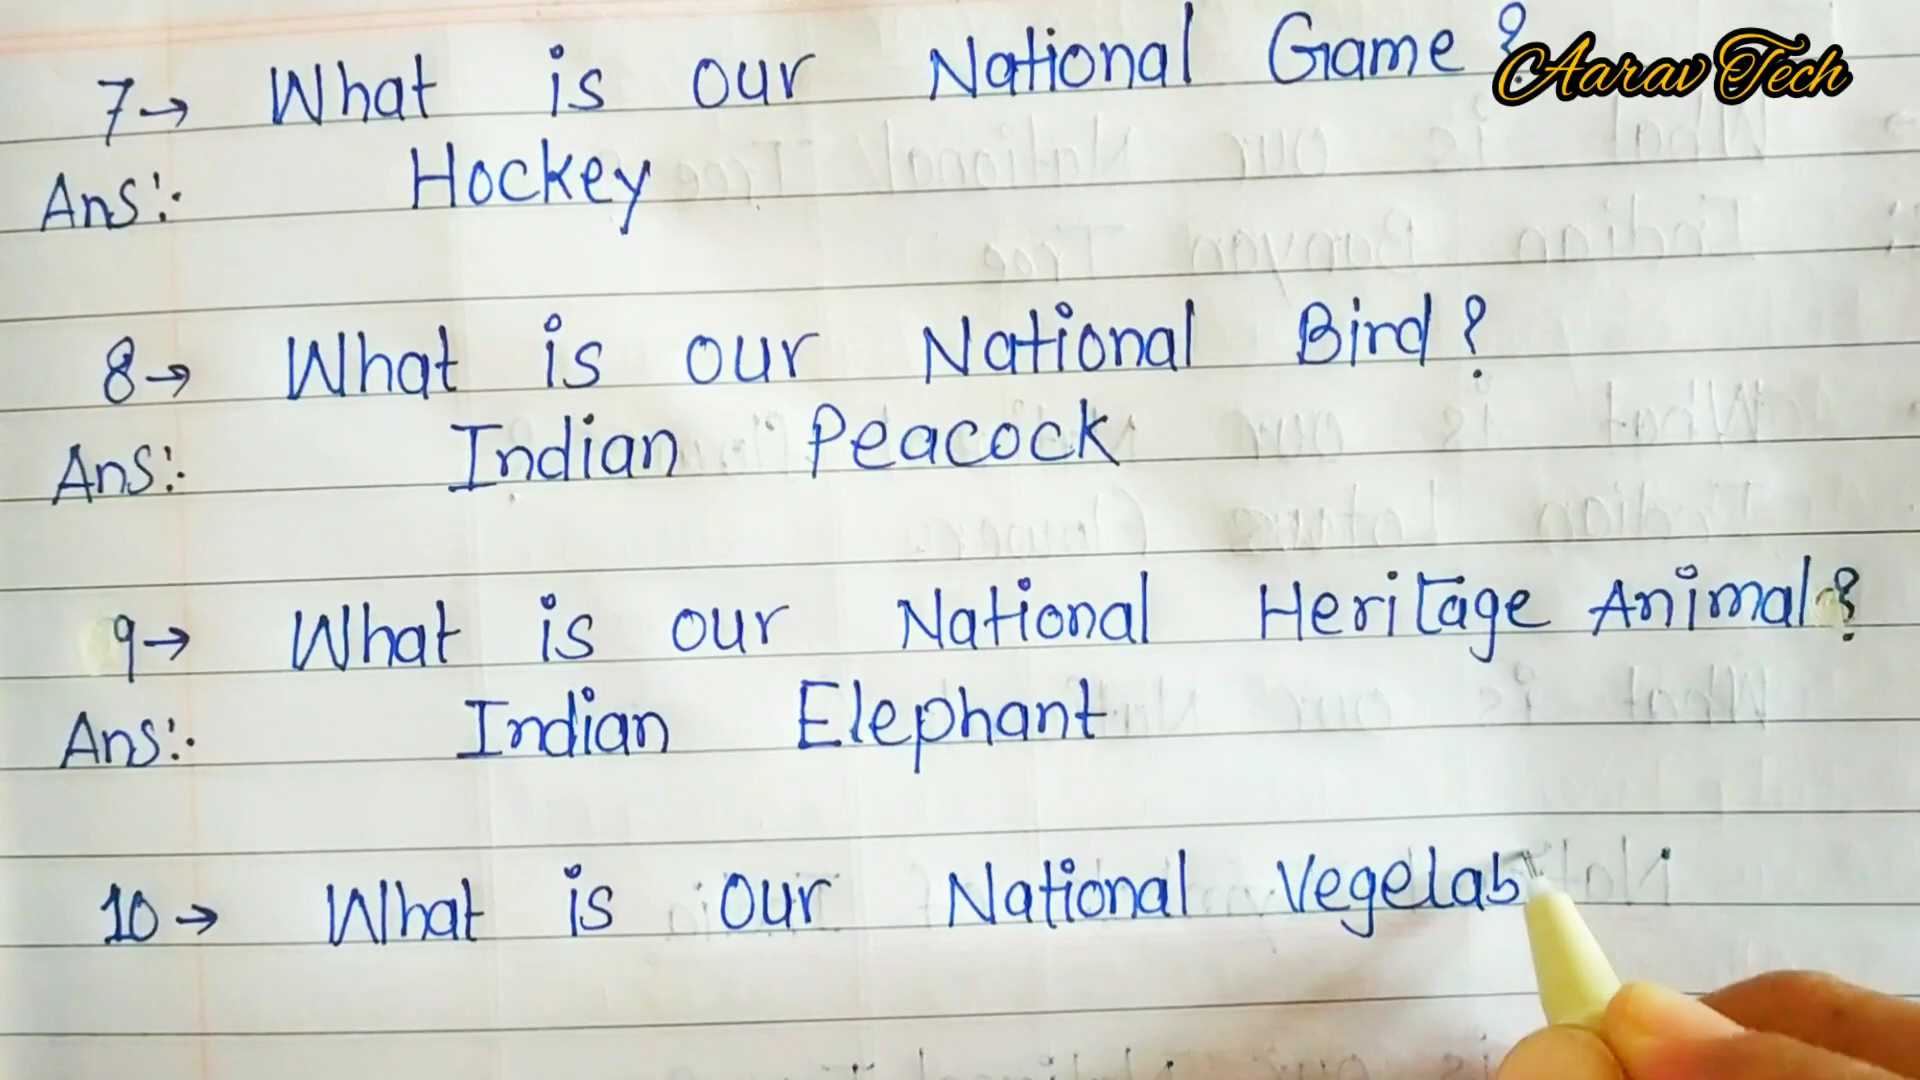 Aarav Tech
7→ What is our National Game?
Ans:. Hockey
8→ What is our National Bird?
Ans:. Indian Peacock
9→ What is our National Heritage Animal?
Ans:. Indian Elephant
10→ What is our National Vegelab